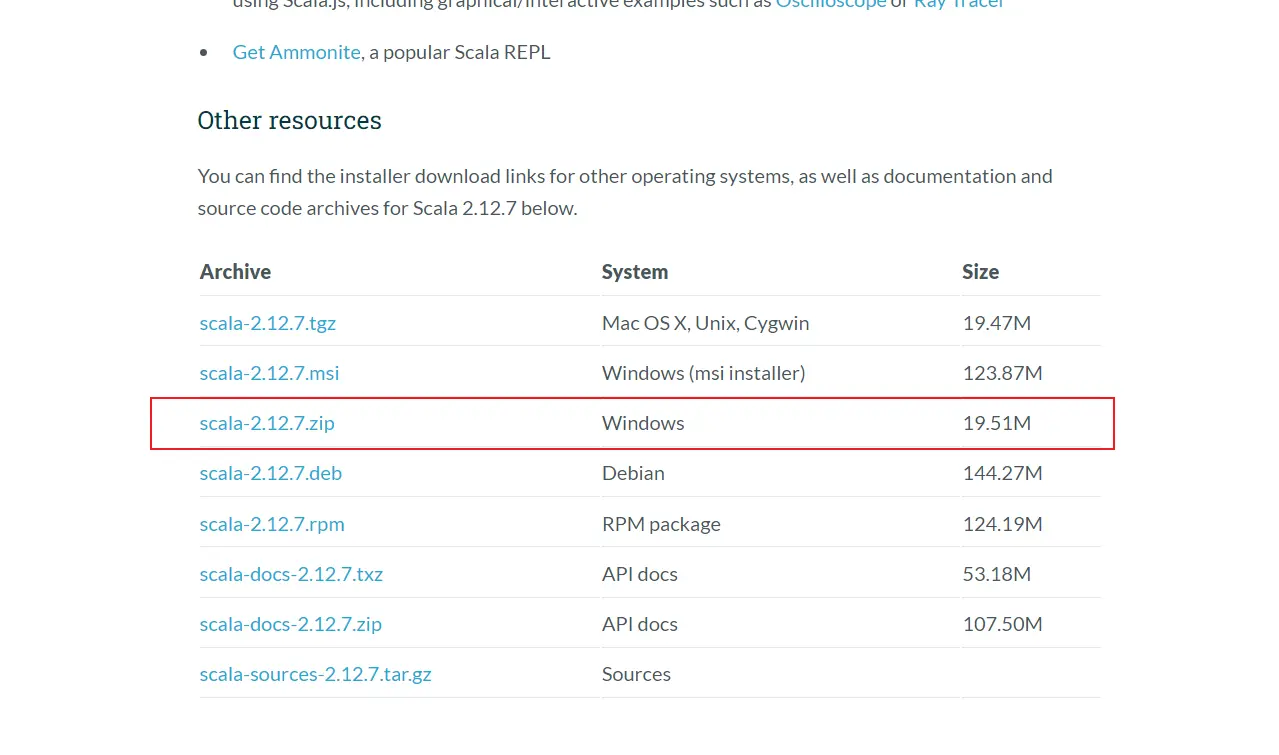 using Scala.js, including graphical/interactive examples such as Oscilloscope or Ray Tracer
• Get Ammonite, a popular Scala REPL
Other resources
You can find the installer download links for other operating systems, as well as documentation and
source code archives for Scala 2.12.7 below.
Archive System Size
scala-2.12.7.tgz Mac OS X, Unix, Cygwin 19.47M
scala-2.12.7.msi Windows (msi installer) 123.87M
scala-2.12.7.zip Windows 19.51M
scala-2.12.7.deb Debian 144.27M
scala-2.12.7.rpm RPM package 124.19M
scala-docs-2.12.7.txz API docs 53.18M
scala-docs-2.12.7.zip API docs 107.50M
scala-sources-2.12.7.tar.gz Sources